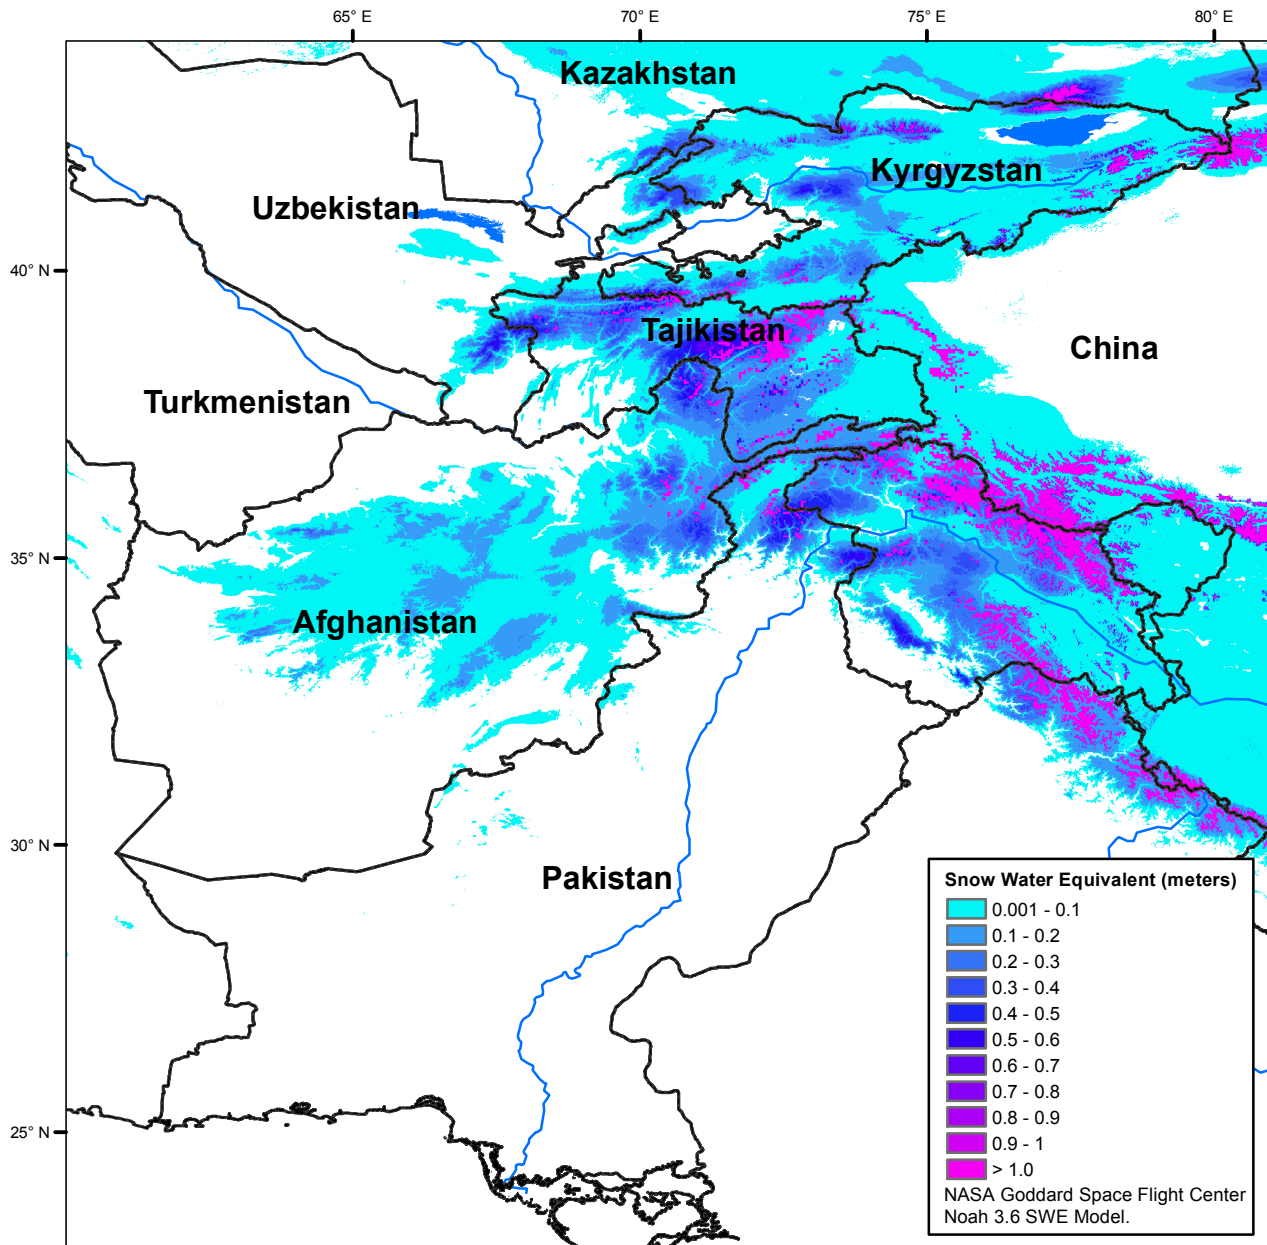 65° E
70° E
75° E
80° E
Kazakhstan
Kyrgyzstan
Uzbekistan
40° N
Tajikistan
China
Turkmenistan
35° N
Afghanistan
30° N
Pakistan
25° N
Snow Water Equivalent (meters)
0.001 - 0.1
0.1 - 0.2
0.2 - 0.3
0.3 - 0.4
0.4 - 0.5
0.5 - 0.6
0.6 - 0.7
0.7 - 0.8
0.8 - 0.9
0.9 - 1
> 1.0
NASA Goddard Space Flight Center
Noah 3.6 SWE Model.